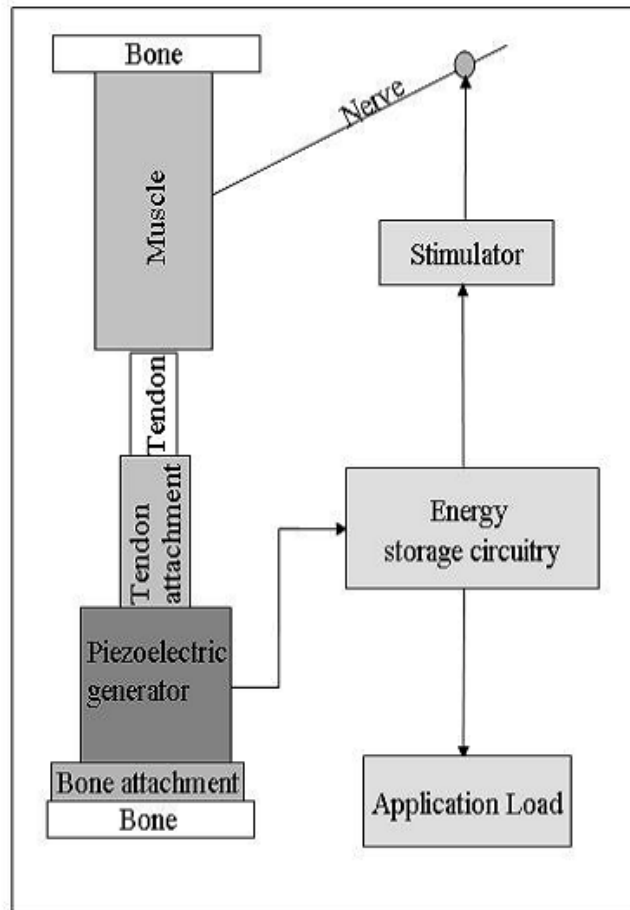 Bone
Nerve
Muscle
Stimulator
Tendon
Tendon
attachment
Energy
storage circuitry
Piezoelectric
generator
Bone attachment
Bone
Application Load